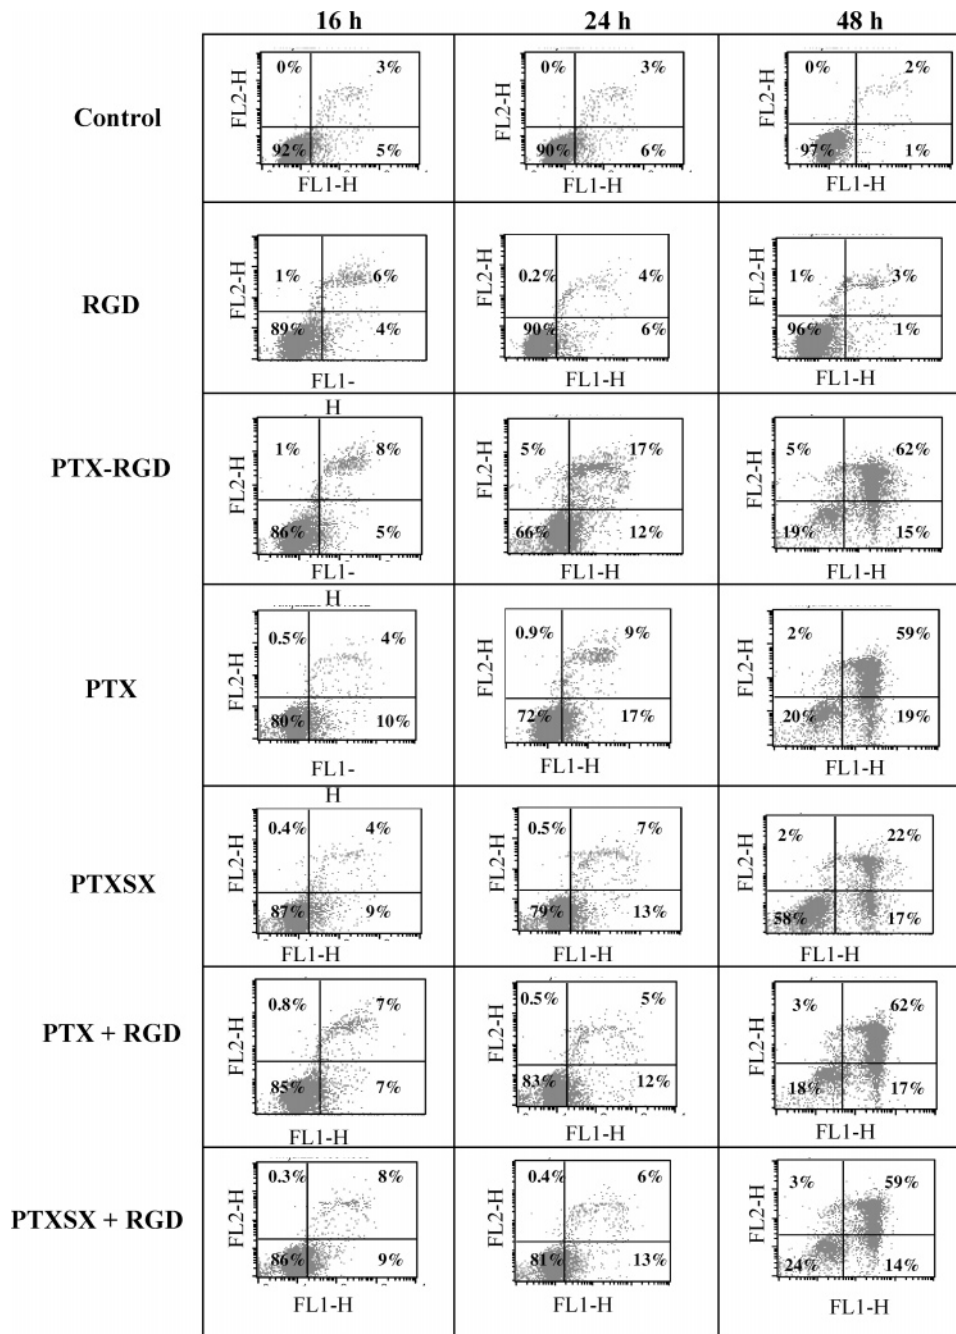 16 h 24 h 48 h
Control
FL2-H 0% 3% 92% 5% FL1-H
FL2-H 0% 3% 90% 6% FL1-H
FL2-H 0% 2% 97% 1% FL1-H
RGD
FL2-H 1% 6% 89% 4% FL1-H
FL2-H 0.2% 4% 90% 6% FL1-H
FL2-H 1% 3% 96% 1% FL1-H
PTX-RGD
FL2-H 1% 8% 86% 5% FL1-H
FL2-H 5% 17% 66% 12% FL1-H
FL2-H 5% 62% 19% 15% FL1-H
PTX
FL2-H 0.5% 4% 80% 10% FL1-H
FL2-H 0.9% 9% 72% 17% FL1-H
FL2-H 2% 59% 20% 19% FL1-H
PTXSX
FL2-H 0.4% 4% 87% 9% FL1-H
FL2-H 0.5% 7% 79% 13% FL1-H
FL2-H 2% 22% 58% 17% FL1-H
PTX + RGD
FL2-H 0.8% 7% 85% 7% FL1-H
FL2-H 0.5% 5% 83% 12% FL1-H
FL2-H 3% 62% 18% 17% FL1-H
PTXSX + RGD
FL2-H 0.3% 8% 86% 9% FL1-H
FL2-H 0.4% 6% 81% 13% FL1-H
FL2-H 3% 59% 24% 14% FL1-H